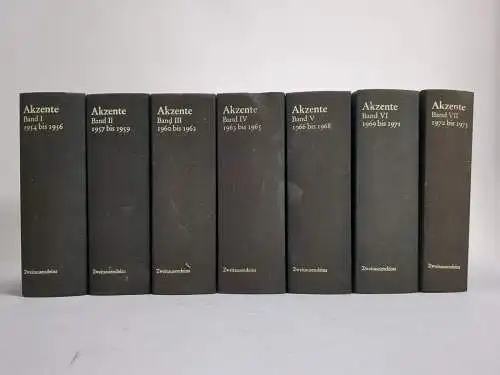 Akzente
Band I
1954 bis 1956
Zweitausendeins
Akzente
Band II
1957 bis 1959
Zweitausendeins
Akzente
Band III
1960 bis 1962
Zweitausendeins
Akzente
Band IV
1963 bis 1965
Zweitausendeins
Akzente
Band V
1966 bis 1968
Zweitausendeins
Akzente
Band VI
1969 bis 1971
Zweitausendeins
Akzente
Band VII
1972 bis 1973
Zweitausendeins